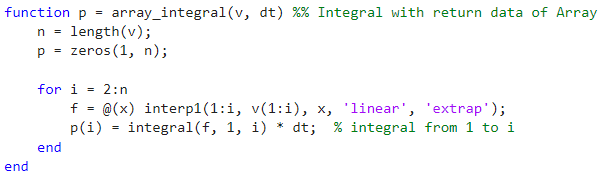 function p = array_integral(v, dt) %% Integral with return data of Array
    n = length(v);
    p = zeros(1, n);

    for i = 2:n
        f = @(x) interp1(1:i, v(1:i), x, 'linear', 'extrap');
        p(i) = integral(f, 1, i) * dt;  % integral from 1 to i
    end
end